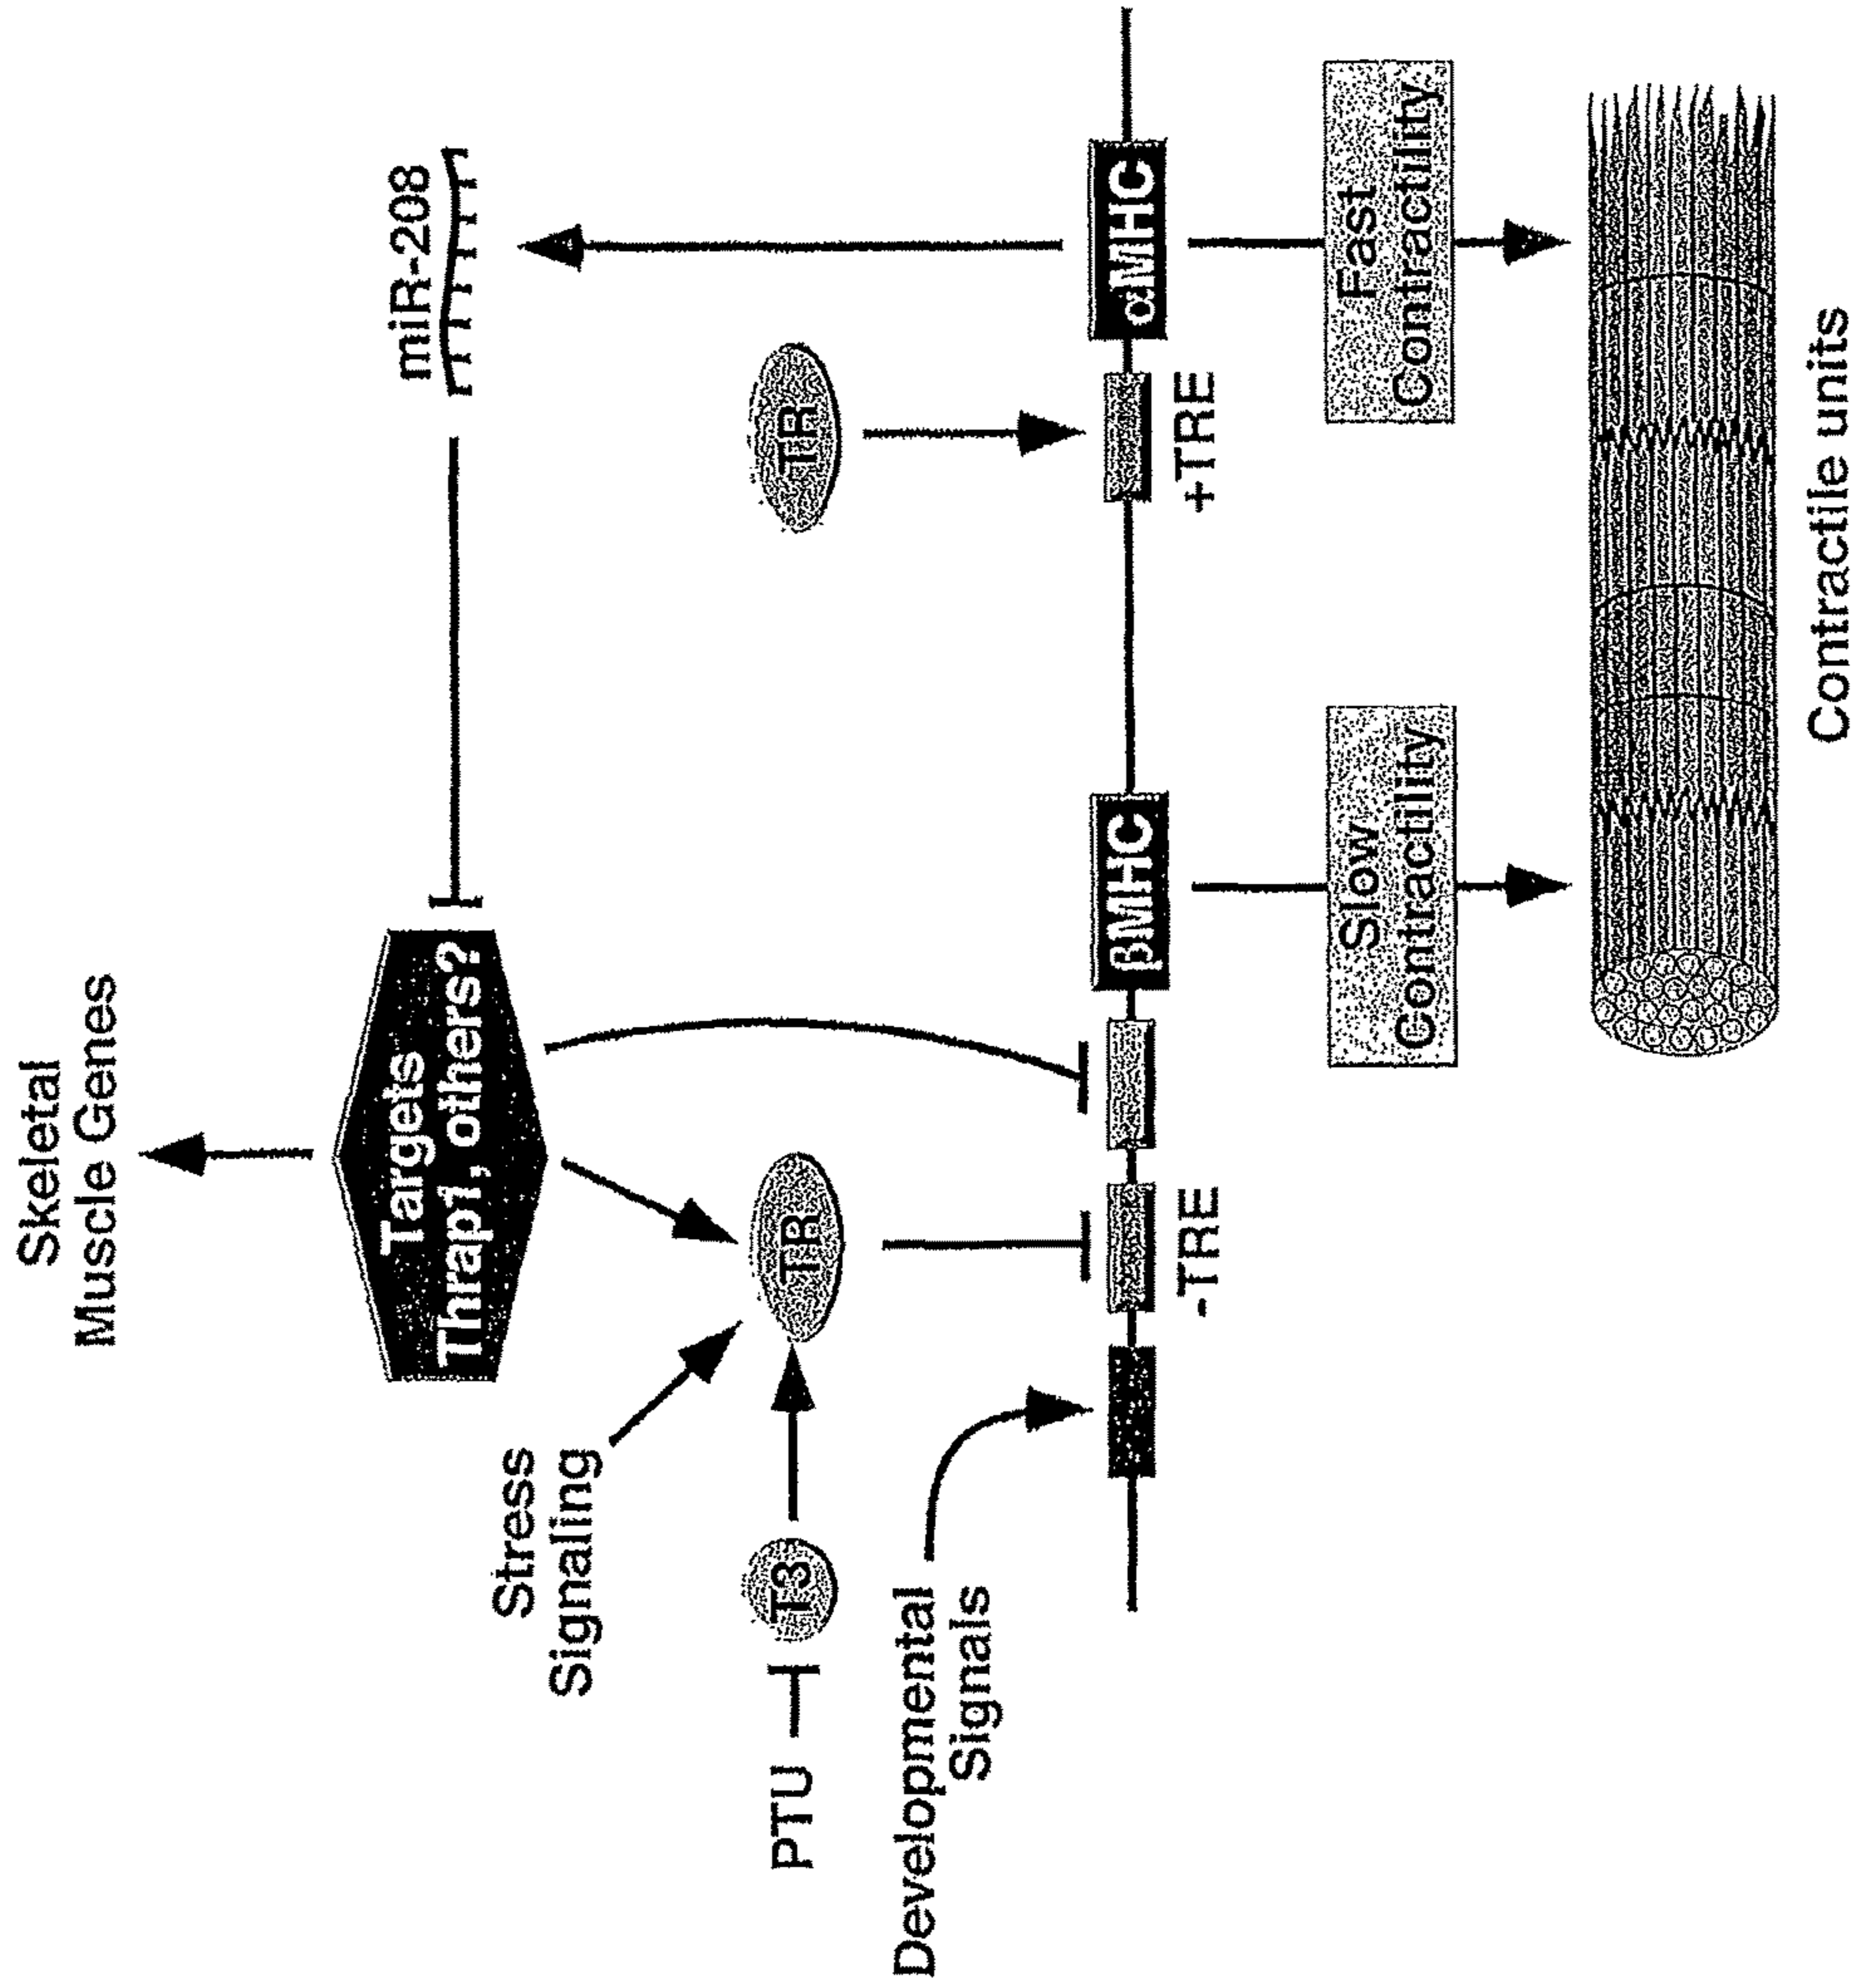 Skeletal
Muscle Genes
Targets
Thrap1, others?
miR-208
Stress
Signaling
PTU
T3
TR
TR
Developmental
Signals
-TRE
βMHC
+TRE
αMHC
Slow
Contractility
Fast
Contractility
Contractile units